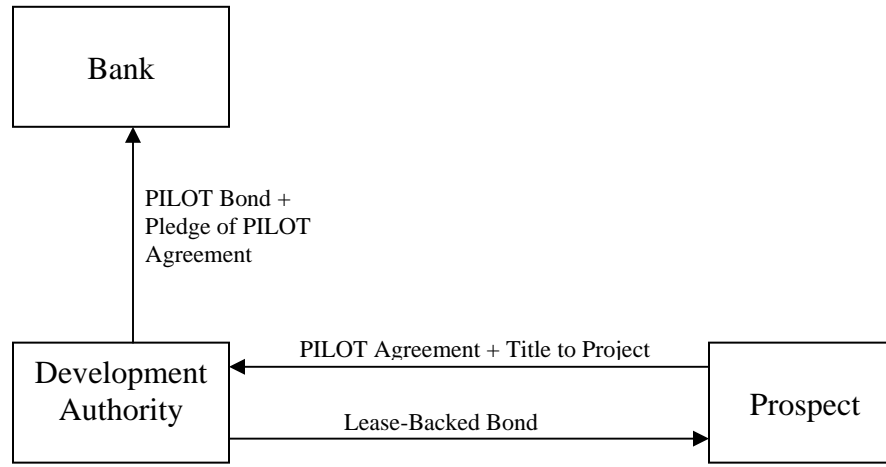 Bank
PILOT Bond +
Pledge of PILOT
Agreement
PILOT Agreement + Title to Project
Development
Authority
Prospect
Lease-Backed Bond